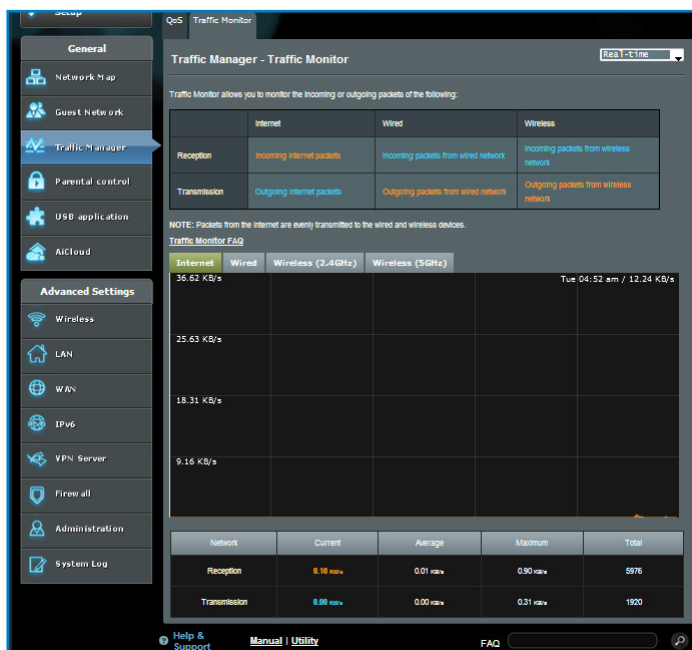 Setup
QoS Traffic Monitor
General
Network Map
Guest Network
Traffic Manager
Parental control
USB application
AiCloud
Advanced Settings
Wireless
LAN
WAN
IPv6
VPN Server
Firewall
Administration
System Log
Traffic Manager - Traffic Monitor
Real-time
Traffic Monitor allows you to monitor the incoming or outgoing packets of the following:
Internet Wired Wireless
Reception Incoming Internet packets Incoming packets from wired network Incoming packets from wireless
network
Transmission Outgoing Internet packets Outgoing packets from wired network Outgoing packets from wireless
network
NOTE: Packets from the Internet are evenly transmitted to the wired and wireless devices.
Traffic Monitor FAQ
Internet Wired Wireless (2.4GHz) Wireless (5GHz)
36.62 KB/s Tue 04:52 am / 12.24 KB/s
25.63 KB/s
18.31 KB/s
9.16 KB/s
Network Current Average Maximum Total
Reception 0.10 KB/s 0.01 KB/s 0.90 KB/s 5976
Transmission 0.00 KB/s 0.00 KB/s 0.31 KB/s 1920
Help &
Support
Manual | Utility
FAQ